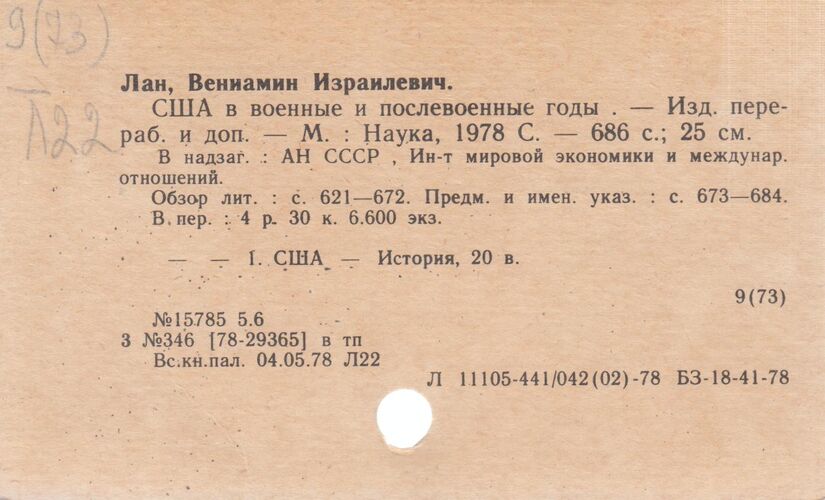 9(73)
Л22
Лан, Вениамин Израилевич.
США в военные и послевоенные годы . — Изд. пере-
раб. и доп. — М. : Наука, 1978 С. — 686 с.; 25 см.
В надзаг. : АН СССР , Ин-т мировой экономики и междунар.
отношений.
Обзор лит. : с. 621—672. Предм. и имен. указ. : с. 673—684.
В пер. : 4 р. 30 к. 6.600 экз.
— — 1. США — История, 20 в.
9(73)
№15785 5.6
3 №346 [78-29365] в тп
Вс.кн.пал. 04.05.78 Л22
Л 11105-441/042(02)-78 БЗ-18-41-78